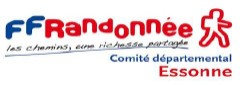 FFRandonnée
les chemins, une richesse partagée
Comité départemental
Essonne